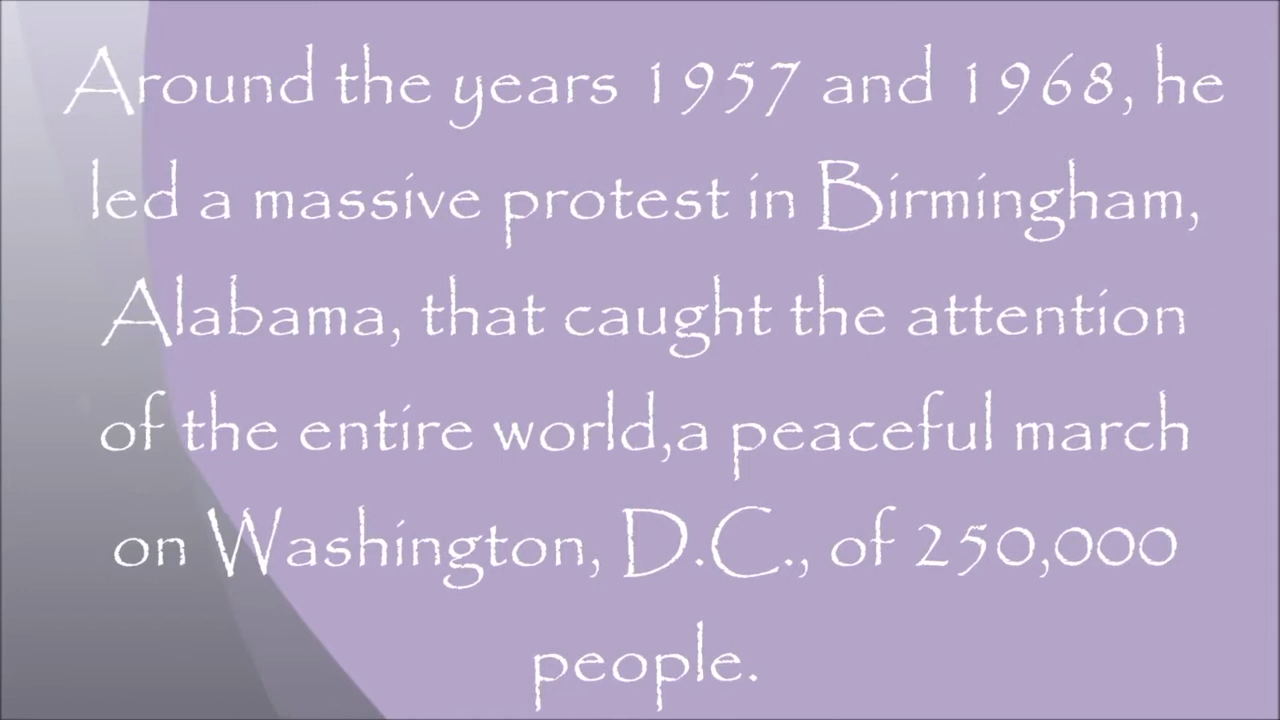 Around the years 1957 and 1968, he
led a massive protest in Birmingham,
Alabama, that caught the attention
of the entire world,a peaceful march
on Washington, D.C., of 250,000
people.